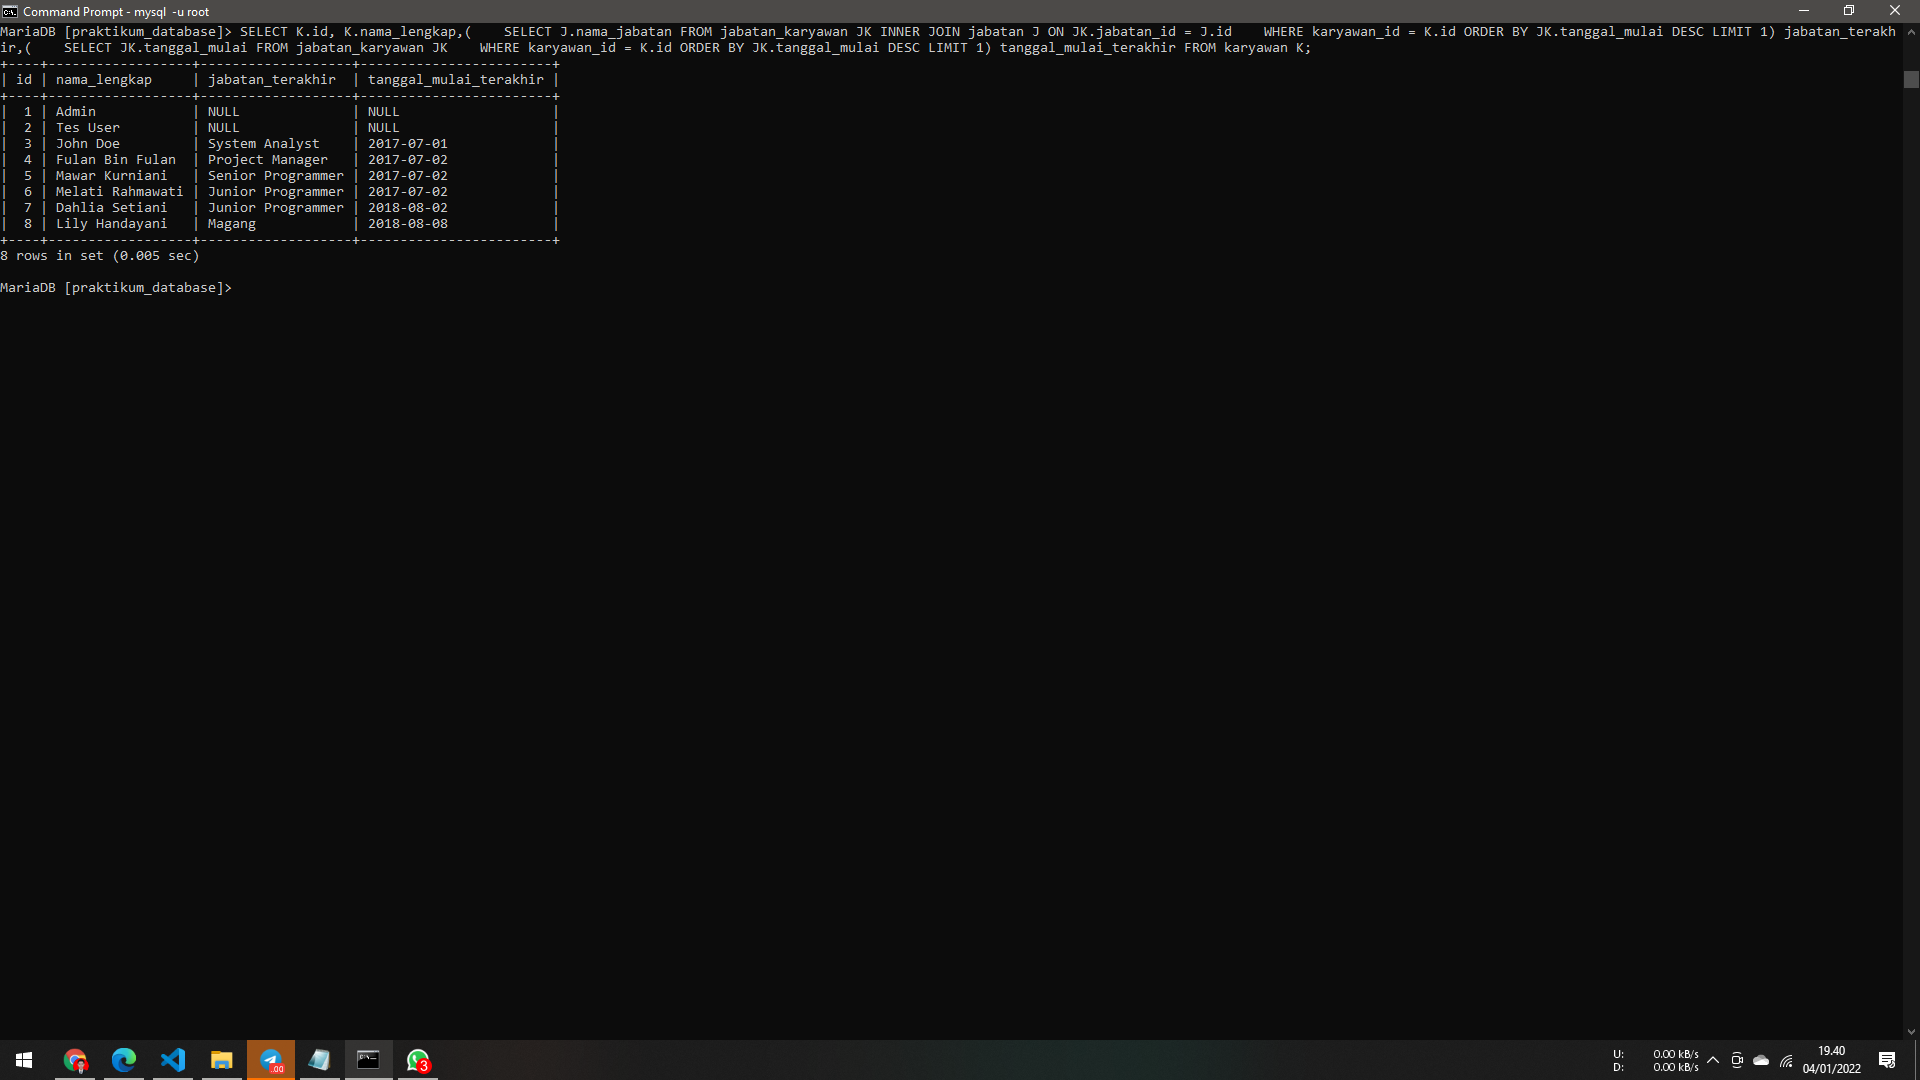 Command Prompt - mysql  -u root
MariaDB [praktikum_database]> SELECT K.id, K.nama_lengkap,(    SELECT J.nama_jabatan FROM jabatan_karyawan JK INNER JOIN jabatan J ON JK.jabatan_id = J.id    WHERE karyawan_id = K.id ORDER BY JK.tanggal_mulai DESC LIMIT 1) jabatan_terakh
ir,(    SELECT JK.tanggal_mulai FROM jabatan_karyawan JK    WHERE karyawan_id = K.id ORDER BY JK.tanggal_mulai DESC LIMIT 1) tanggal_mulai_terakhir FROM karyawan K;
+----+------------------+-------------------+------------------------+
| id | nama_lengkap     | jabatan_terakhir  | tanggal_mulai_terakhir |
+----+------------------+-------------------+------------------------+
|  1 | Admin            | NULL              | NULL                   |
|  2 | Tes User         | NULL              | NULL                   |
|  3 | John Doe         | System Analyst    | 2017-07-01             |
|  4 | Fulan Bin Fulan  | Project Manager   | 2017-07-02             |
|  5 | Mawar Kurniani   | Senior Programmer | 2017-07-02             |
|  6 | Melati Rahmawati | Junior Programmer | 2017-07-02             |
|  7 | Dahlia Setiani   | Junior Programmer | 2018-08-02             |
|  8 | Lily Handayani   | Magang            | 2018-08-08             |
+----+------------------+-------------------+------------------------+
8 rows in set (0.005 sec)
MariaDB [praktikum_database]>
U: 0.00 kB/s
D: 0.00 kB/s
19.40
04/01/2022
.00
3